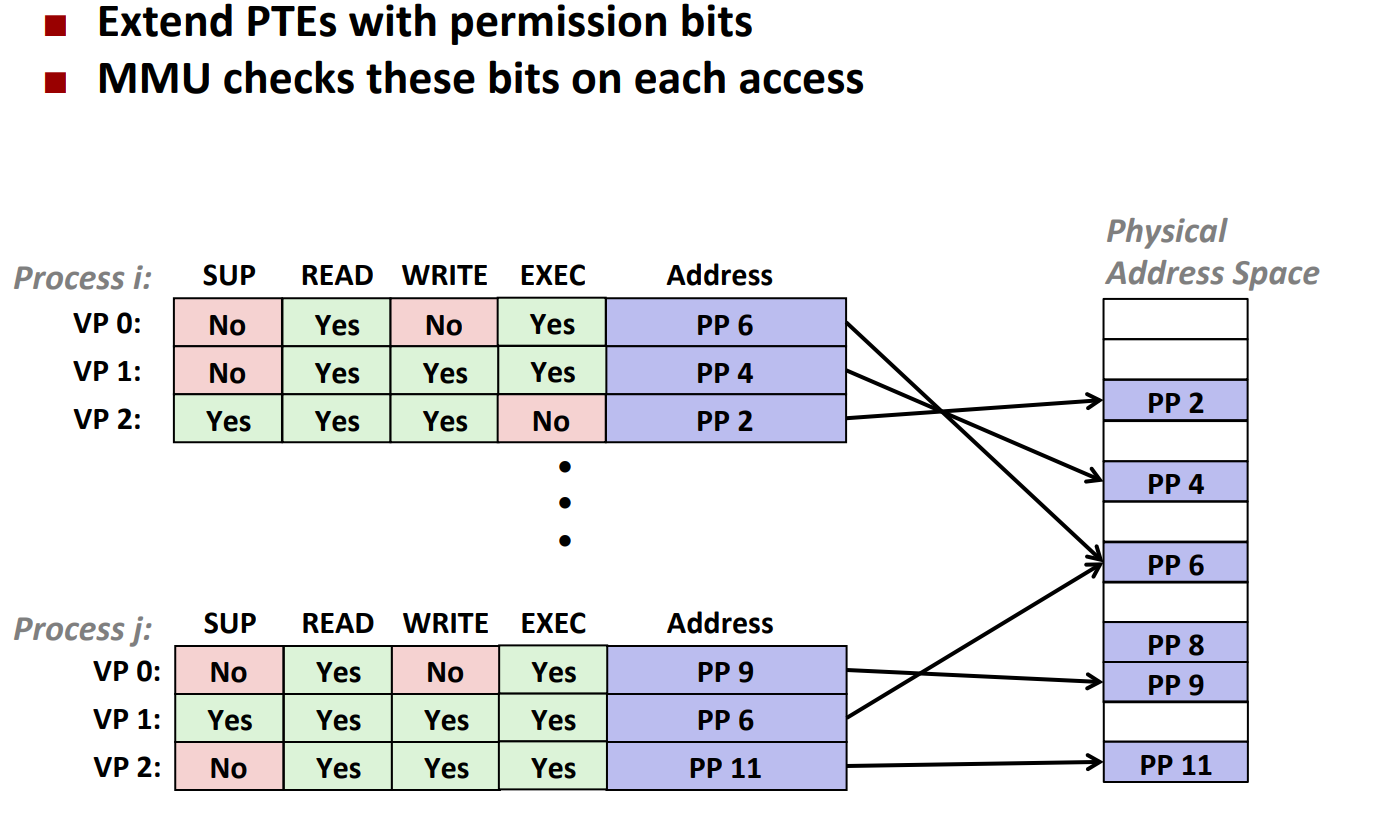 Extend PTEs with permission bits
MMU checks these bits on each access
Physical
Address Space
Process i: SUP READ WRITE EXEC Address
VP 0: No Yes No Yes PP 6
VP 1: No Yes Yes Yes PP 4
VP 2: Yes Yes Yes No PP 2
PP 2
PP 4
PP 6
PP 8
PP 9
PP 11
Process j: SUP READ WRITE EXEC Address
VP 0: No Yes No Yes PP 9
VP 1: Yes Yes Yes Yes PP 6
VP 2: No Yes Yes Yes PP 11